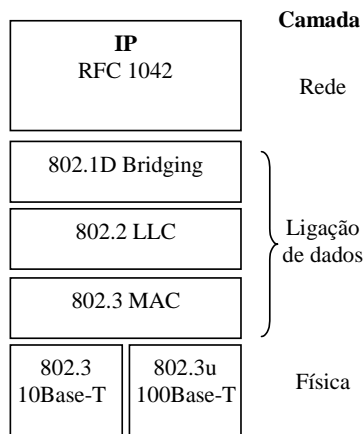 Camada
IP
RFC 1042
Rede
802.1D Bridging
802.2 LLC
Ligação
de dados
802.3 MAC
802.3
10Base-T
802.3u
100Base-T
Física